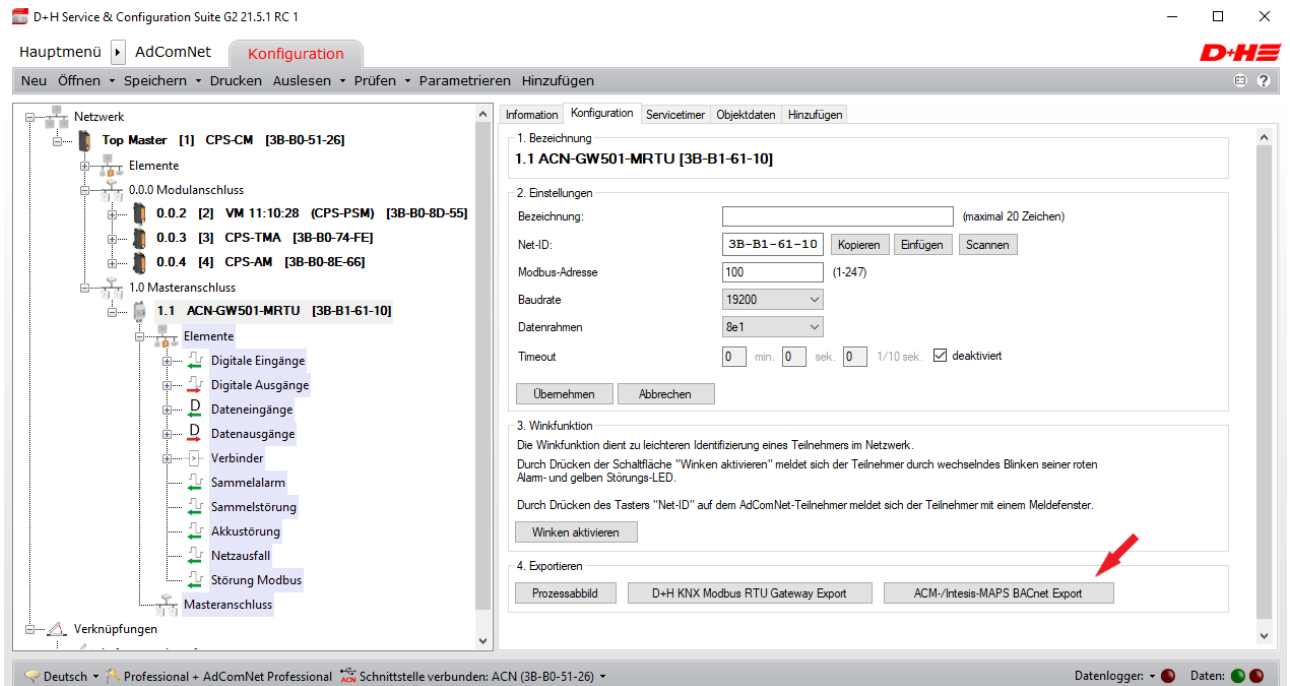 D+H Service & Configuration Suite G2 21.5.1 RC 1
Hauptmenü AdComNet Konfiguration
D+H
Neu Öffnen Speichern Drucken Auslesen Prüfen Parametrieren Hinzufügen ?
Netzwerk
Top Master [1] CPS-CM [3B-B0-51-26]
Elemente
0.0.0 Modulanschluss
0.0.2 [2] VM 11:10:28 (CPS-PSM) [3B-B0-8D-55]
0.0.3 [3] CPS-TMA [3B-B0-74-FE]
0.0.4 [4] CPS-AM [3B-B0-8E-66]
1.0 Masteranschluss
1.1 ACN-GW501-MRTU [3B-B1-61-10]
Elemente
Digitale Eingänge
Digitale Ausgänge
D Dateneingänge
D Datenausgänge
Verbinder
Sammelalarm
Sammelstörung
Akkustörung
Netzausfall
Störung Modbus
Masteranschluss
Verknüpfungen
Information Konfiguration Servicetimer Objektdaten Hinzufügen
1. Bezeichnung
1.1 ACN-GW501-MRTU [3B-B1-61-10]
2. Einstellungen
Bezeichnung: (maximal 20 Zeichen)
Net-ID: 3B-B1-61-10 Kopieren Einfügen Scannen
Modbus-Adresse 100 (1-247)
Baudrate 19200
Datenrahmen 8e1
Timeout 0 min. 0 sek. 0 1/10 sek. deaktiviert
Übernehmen Abbrechen
3. Winkfunktion
Die Winkfunktion dient zu leichteren Identifizierung eines Teilnehmers im Netzwerk.
Durch Drücken der Schaltfläche "Winken aktivieren" meldet sich der Teilnehmer durch wechselndes Blinken seiner roten
Alarm- und gelben Störungs-LED.
Durch Drücken des Tasters "Net-ID" auf dem AdComNet-Teilnehmer meldet sich der Teilnehmer mit einem Meldefenster.
Winken aktivieren
4. Exportieren
Prozessabbild D+H KNX Modbus RTU Gateway Export ACM-/Intesis-MAPS BACnet Export
Deutsch Professional + AdComNet Professional ACN Schnittstelle verbunden: ACN (3B-B0-51-26) Datenlogger: Daten: